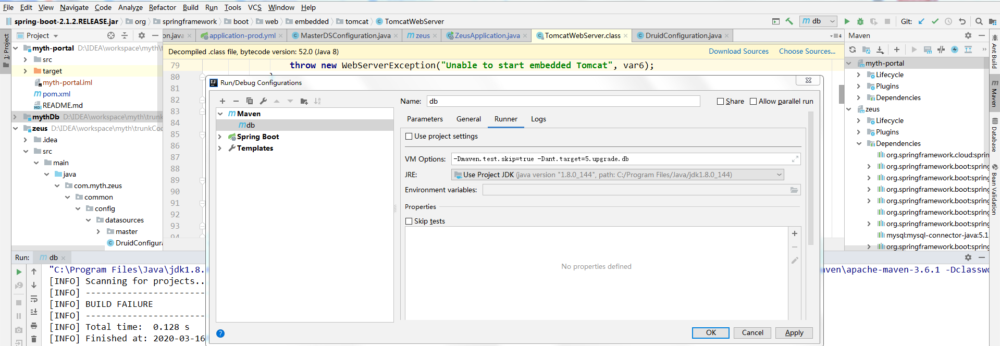 File Edit View Navigate Code Analyze Refactor Build Run Tools VCS Window Help
spring-boot-2.1.2.RELEASE.jar org springframework boot web embedded tomcat TomcatWebServer
db Git:
Project
on.java application-prod.yml MasterDSConfiguration.java zeus ZeusApplication.java TomcatWebServer.class DruidConfiguration.java
Maven
1: Project
myth-portal D:\IDEA\workspace\myth\t
src
target
myth-portal.iml
pom.xml
README.md
mythDb D:\IDEA\workspace\myth\trunk
zeus D:\IDEA\workspace\myth\trunkCo
.idea
src
main
java
com.myth.zeus
common
config
datasources
master
DruidConfigura
Decompiled .class file, bytecode version: 52.0 (Java 8) Download Sources Choose Sources...
79 throw new WebServerException("Unable to start embedded Tomcat", var6);
80
81
82
83
84
85
86
87
88
89
90
91
92
93
94
Run/Debug Configurations
Maven
db
Spring Boot
Templates
Name: db Share Allow parallel run
Parameters General Runner Logs
Use project settings
VM Options: -Dmaven.test.skip=true -Dant.target=5.upgrade.db
JRE: Use Project JDK (java version "1.8.0_144", path: C:/Program Files/Java/jdk1.8.0_144)
Environment variables:
Properties
Skip tests
No properties defined
OK Cancel Apply
myth-portal
Lifecycle
Plugins
Dependencies
zeus
Lifecycle
Plugins
Dependencies
org.springframework.cloud:sprin
org.springframework.boot:spring
org.springframework.boot:spring
org.springframework.boot:spring
org.springframework.boot:spring
org.springframework.boot:spring
org.springframework.boot:spring
mysql:mysql-connector-java:5.1
org.springframework.boot:spring
Ant Build
Maven
Database
Bean Validation
Run: db
"C:\Program Files\Java\jdk1.8. aven\apache-maven-3.6.1 -Dclasswo
[INFO] Scanning for projects..
[INFO] ------------------------
[INFO] BUILD FAILURE
[INFO] ------------------------
[INFO] Total time: 0.128 s
[INFO] Finished at: 2020-03-16